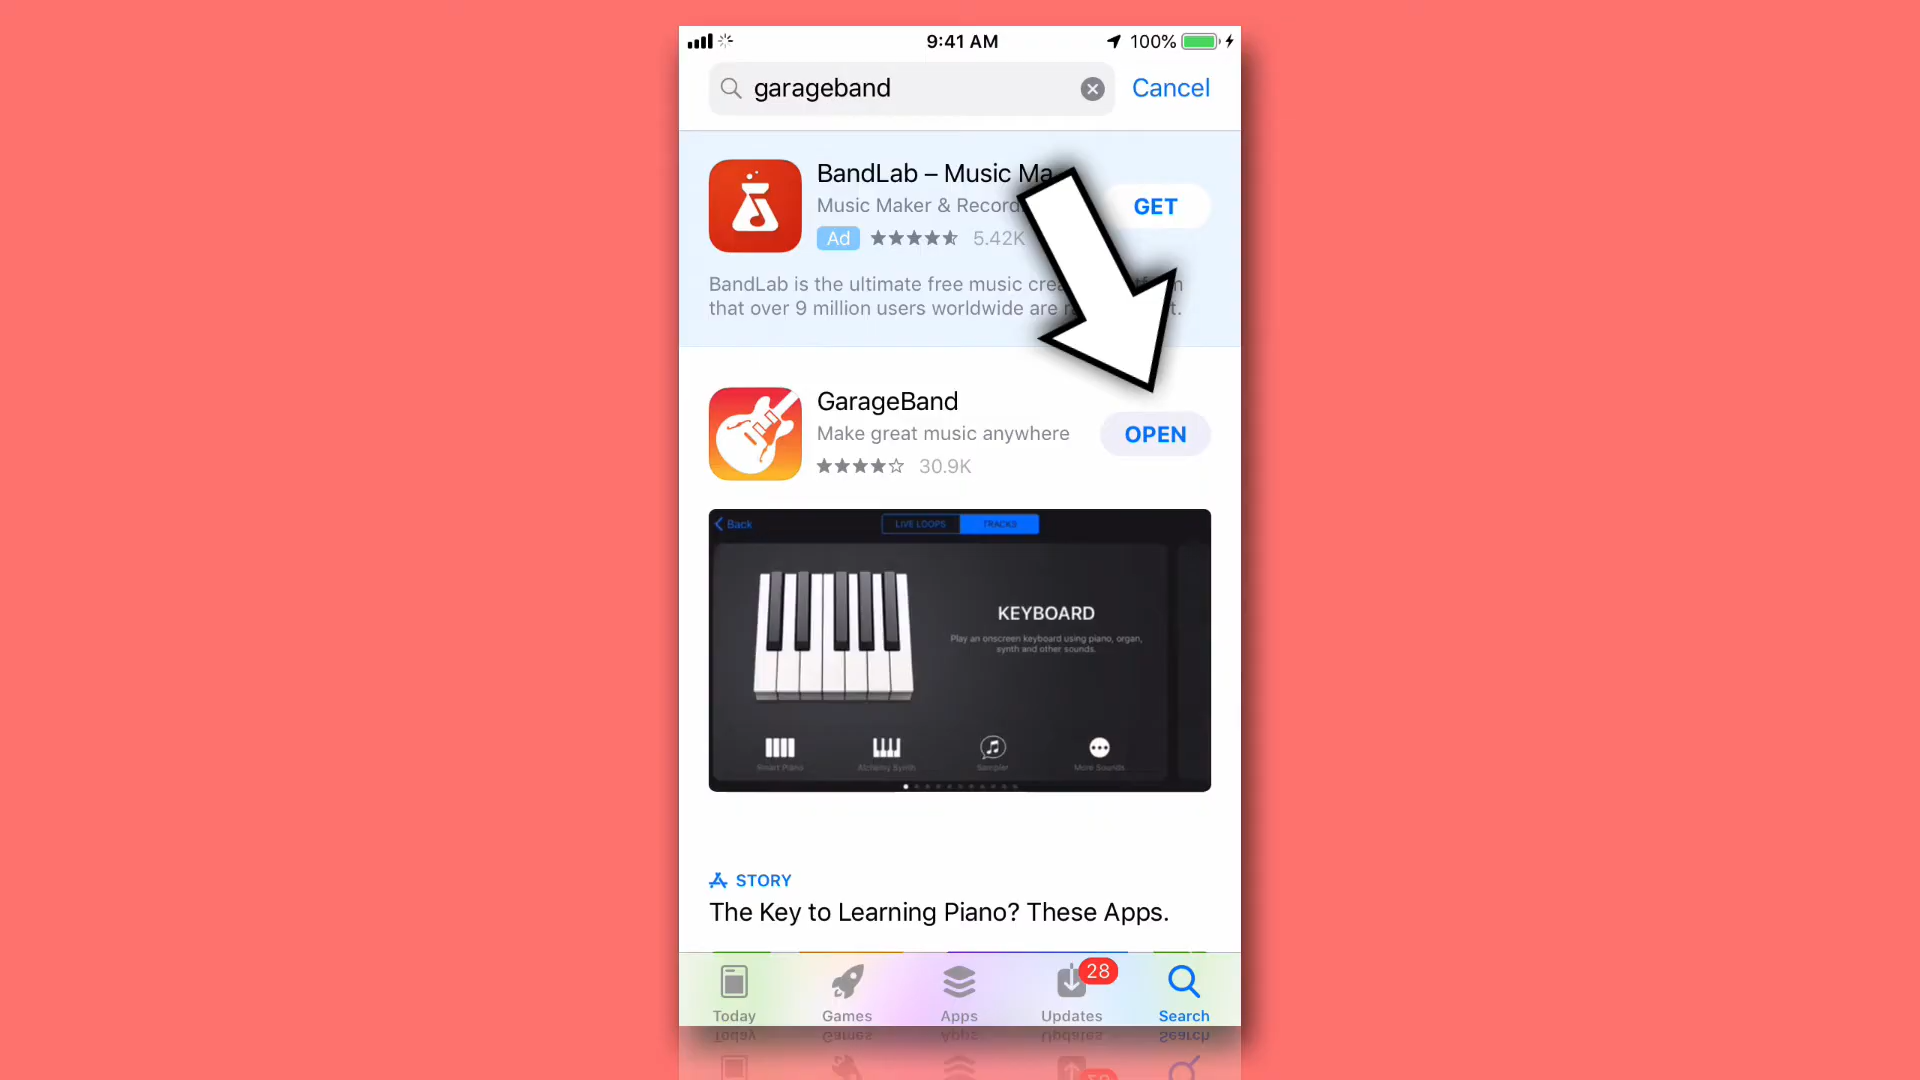 9:41 AM
100%
garageband
Cancel
BandLab – Music Ma
Music Maker & Record
GET
Ad
5.42K
BandLab is the ultimate free music
that over 9 million users worldwide are
GarageBand
Make great music anywhere
OPEN
30.9K
Back
LIVE LOOPS
TRACKS
KEYBOARD
Play an onscreen keyboard using piano, organ,
synth and other sounds.
Smart Piano
Alchemy Synth
Sampler
More Sounds
STORY
The Key to Learning Piano? These Apps.
28
Today
Games
Apps
Updates
Search